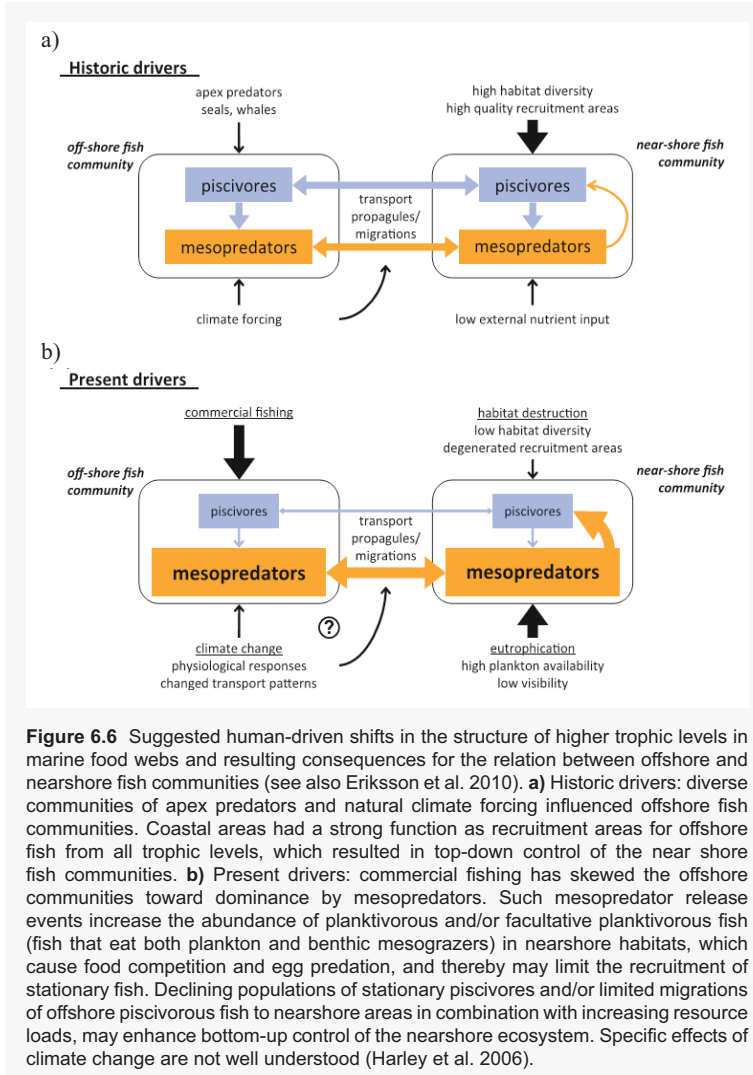 a)
Historic drivers
apex predators
seals, whales
high habitat diversity
high quality recruitment areas
off-shore fish
community
near-shore fish
community
piscivores
piscivores
transport
propagules/
migrations
mesopredators
mesopredators
climate forcing
low external nutrient input
b)
Present drivers
commercial fishing
habitat destruction
low habitat diversity
degenerated recruitment areas
off-shore fish
community
near-shore fish
community
piscivores
piscivores
transport
propagules/
migrations
mesopredators
mesopredators
?
climate change
physiological responses
changed transport patterns
eutrophication
high plankton availability
low visibility
Figure 6.6 Suggested human-driven shifts in the structure of higher trophic levels in
marine food webs and resulting consequences for the relation between offshore and
nearshore fish communities (see also Eriksson et al. 2010). a) Historic drivers: diverse
communities of apex predators and natural climate forcing influenced offshore fish
communities. Coastal areas had a strong function as recruitment areas for offshore
fish from all trophic levels, which resulted in top-down control of the near shore
fish communities. b) Present drivers: commercial fishing has skewed the offshore
communities toward dominance by mesopredators. Such mesopredator release
events increase the abundance of planktivorous and/or facultative planktivorous fish
(fish that eat both plankton and benthic mesograzers) in nearshore habitats, which
cause food competition and egg predation, and thereby may limit the recruitment of
stationary fish. Declining populations of stationary piscivores and/or limited migrations
of offshore piscivorous fish to nearshore areas in combination with increasing resource
loads, may enhance bottom-up control of the nearshore ecosystem. Specific effects of
climate change are not well understood (Harley et al. 2006).